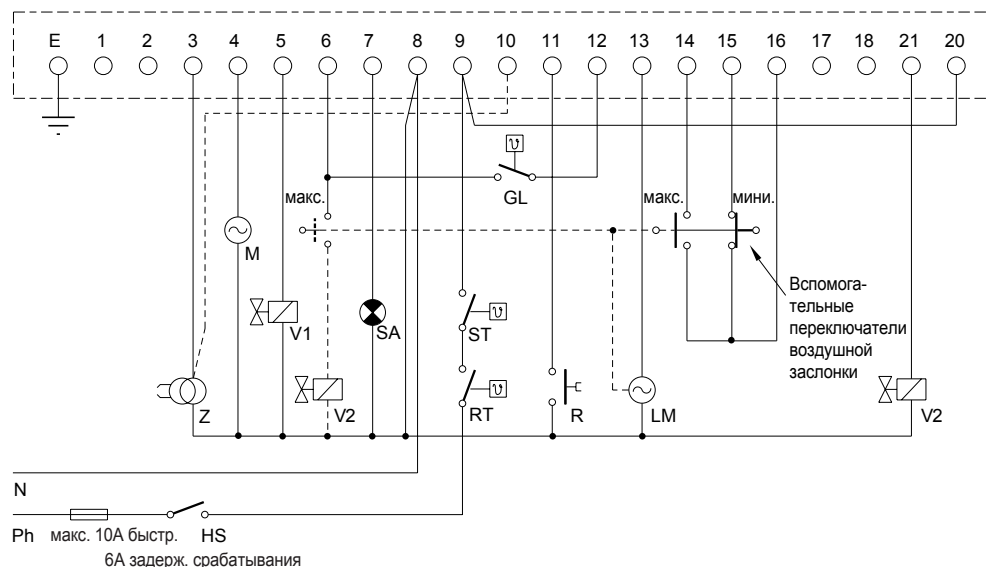 E 1 2 3 4 5 6 7 8 9 10 11 12 13 14 15 16 17 18 21 20
GL
макс.
макс.
мини.
M
Вспомога-
тельные
переключатели
воздушной
заслонки
V1
SA
ST
Z
V2
RT
R
LM
V2
N
Ph макс. 10A быстр. HS
6A задерж. срабатывания